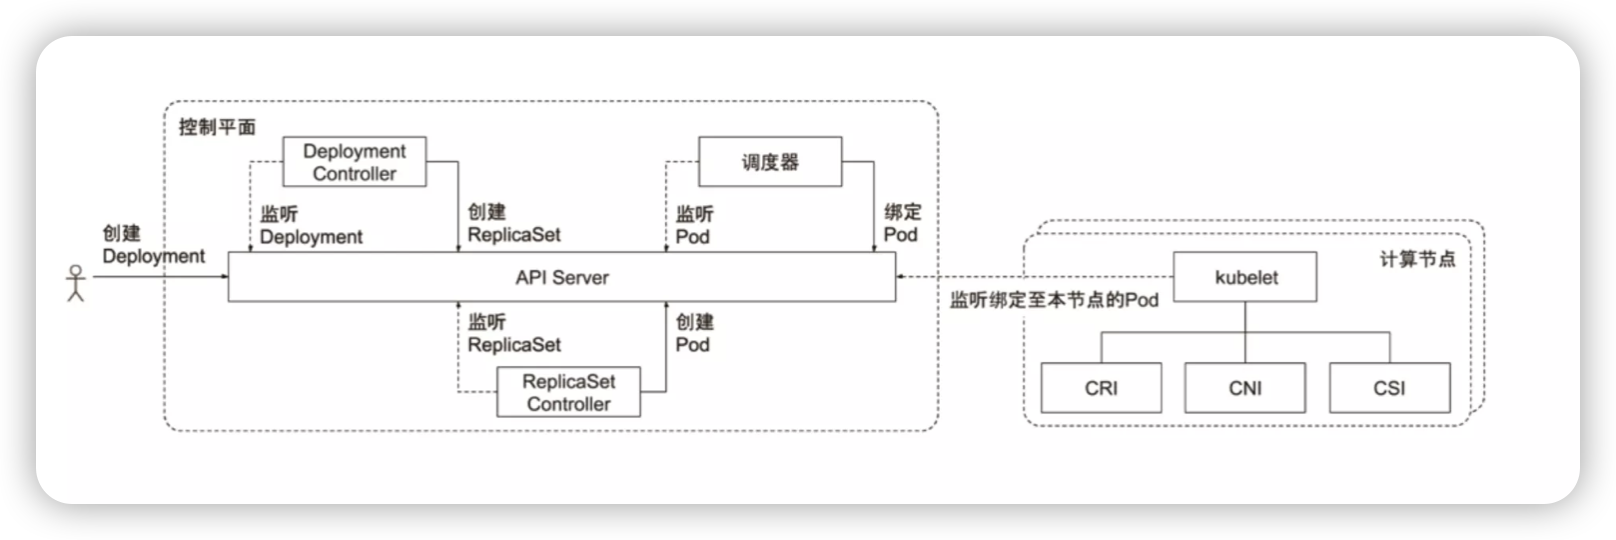 控制平面
Deployment
Controller
调度器
监听
Deployment
创建
ReplicaSet
监听
Pod
绑定
Pod
创建
Deployment
API Server
kubelet
计算节点
监听绑定至本节点的Pod
监听
ReplicaSet
创建
Pod
ReplicaSet
Controller
CRI
CNI
CSI